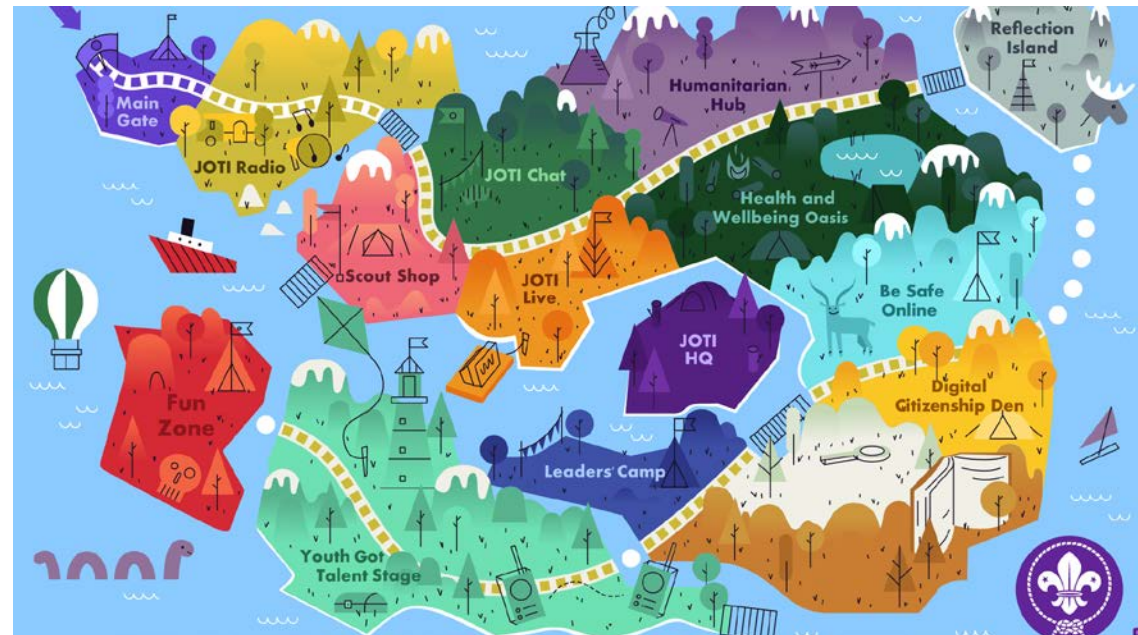 Main
Gate
JOTI Radio
JOTI Chat
Humanitarian
Hub
Reflection
Island
Health and
Wellbeing Oasis
Scout Shop
JOTI
Live
JOTI
HQ
Be Safe
Online
Fun
Zone
Digital
Citizenship Den
Leaders' Camp
Youth Got
Talent Stage